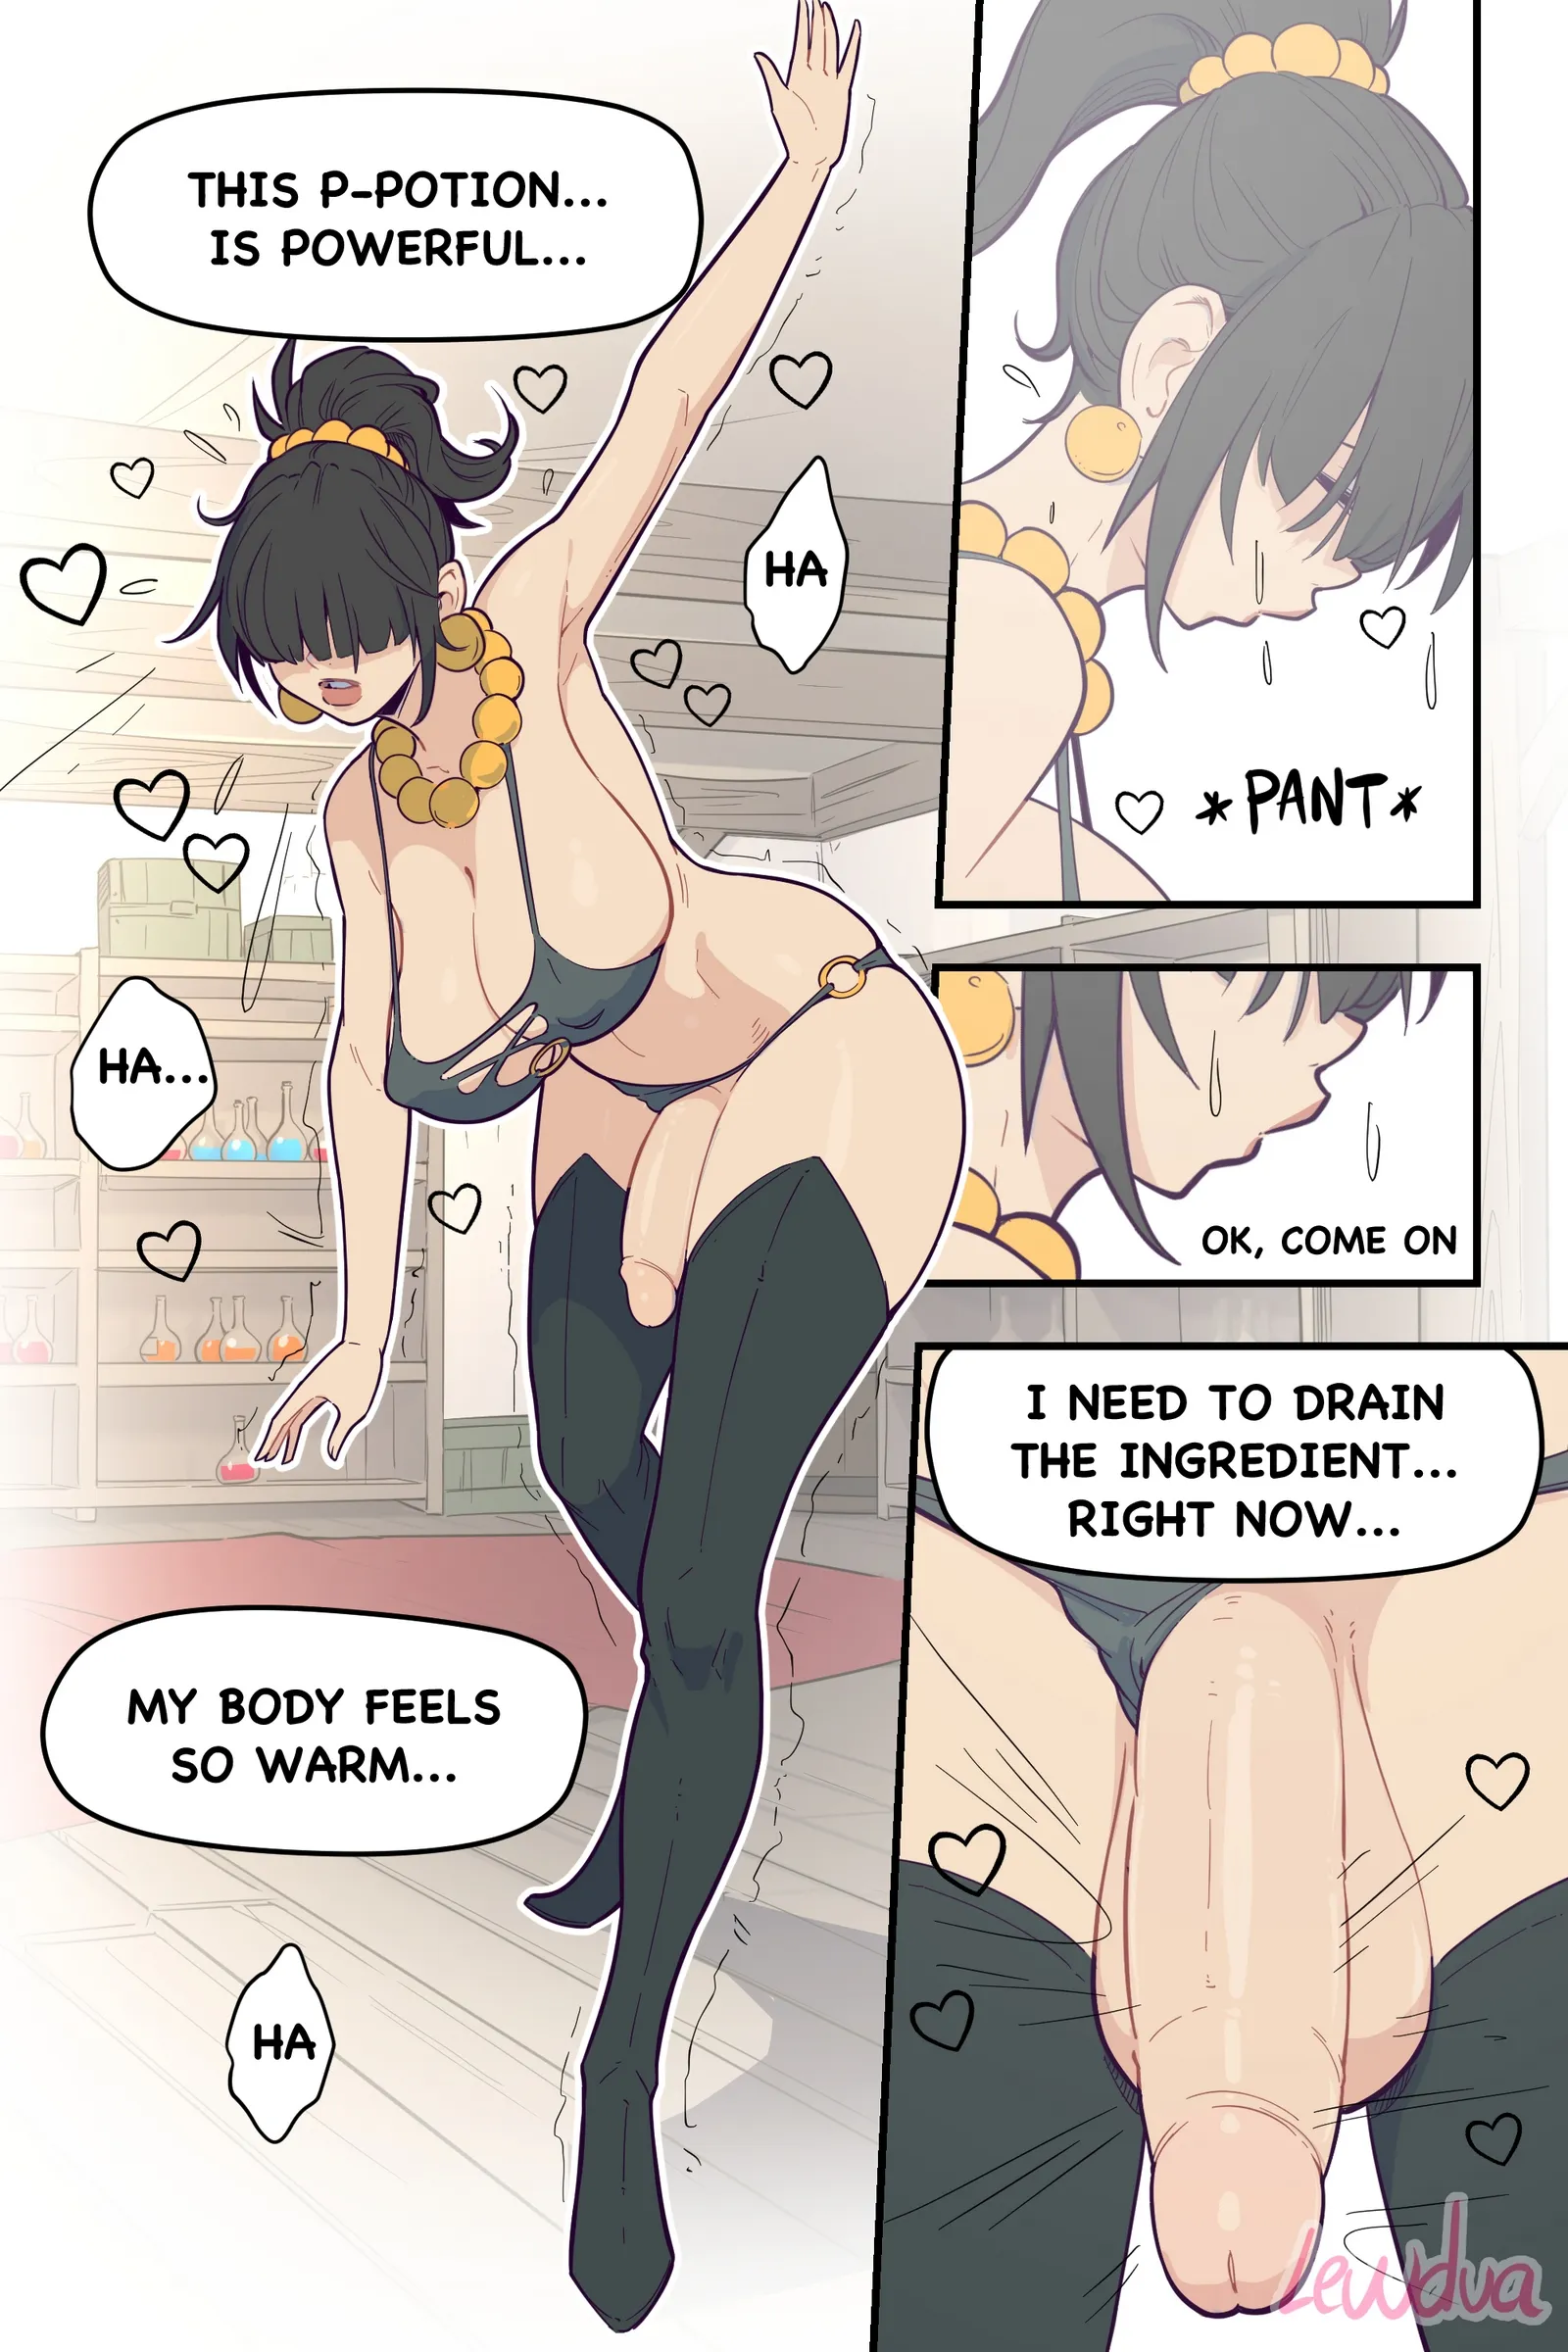 THIS P-POTION...
IS POWERFUL...
HA
*PANT*
HA...
OK, COME ON
I NEED TO DRAIN
THE INGREDIENT...
RIGHT NOW...
MY BODY FEELS
SO WARM...
HA
Lewdua